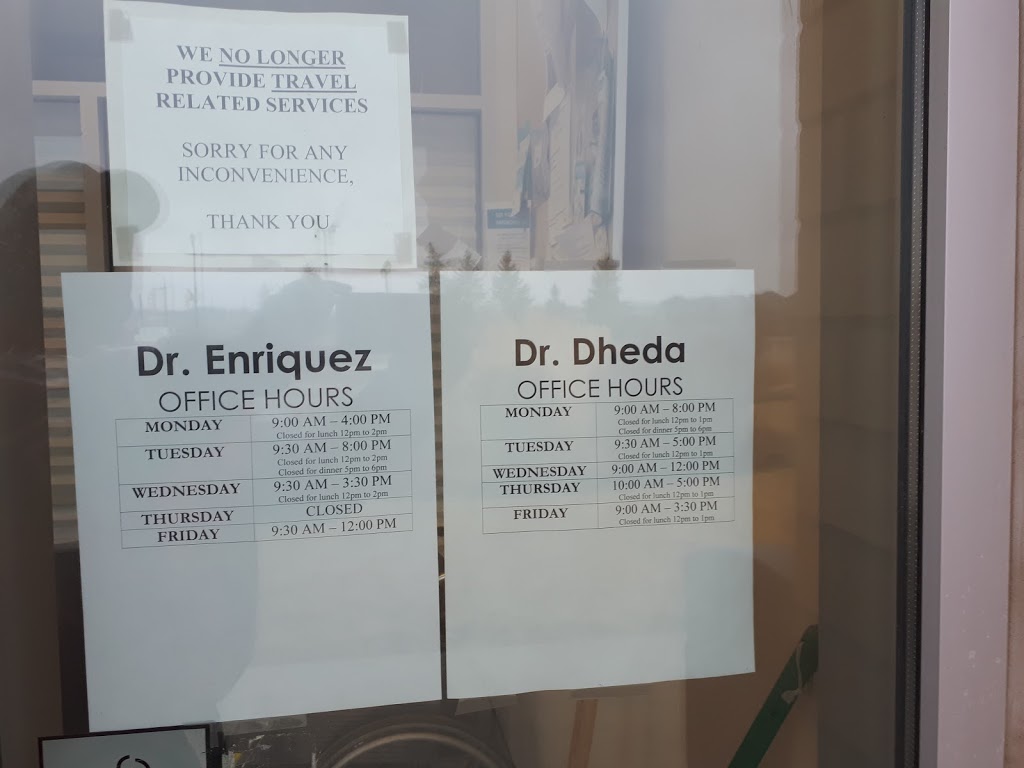 WE NO LONGER
PROVIDE TRAVEL
RELATED SERVICES
SORRY FOR ANY
INCONVENIENCE,
THANK YOU
Dr. Enriquez
OFFICE HOURS
MONDAY 9:00 AM – 4:00 PM
Closed for lunch 12pm to 2pm
TUESDAY 9:30 AM – 8:00 PM
Closed for lunch 12pm to 2pm
Closed for dinner 5pm to 6pm
WEDNESDAY 9:30 AM – 3:30 PM
Closed for lunch 12pm to 2pm
THURSDAY CLOSED
FRIDAY 9:30 AM – 12:00 PM
Dr. Dheda
OFFICE HOURS
MONDAY 9:00 AM – 8:00 PM
Closed for lunch 12pm to 1pm
Closed for dinner 5pm to 6pm
TUESDAY 9:30 AM – 5:00 PM
Closed for lunch 12pm to 1pm
WEDNESDAY 9:00 AM – 12:00 PM
THURSDAY 10:00 AM – 5:00 PM
Closed for lunch 12pm to 1pm
FRIDAY 9:00 AM – 3:30 PM
Closed for lunch 12pm to 1pm